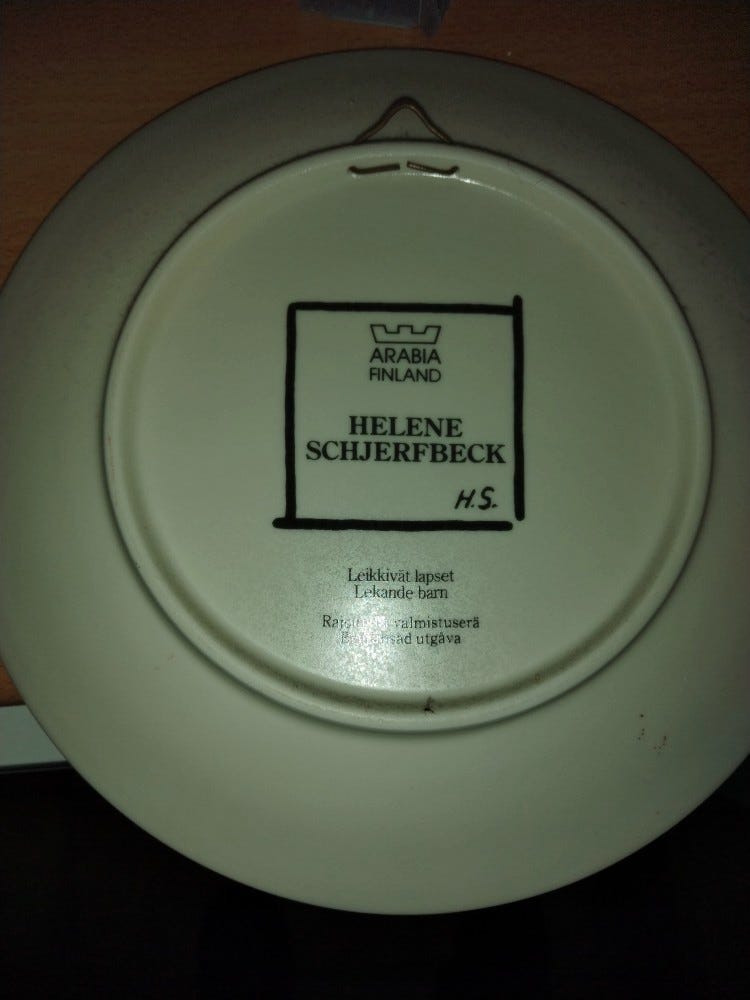 ARABIA
FINLAND
HELENE
SCHJERFBECK
H.S.
Leikkivät lapset
Lekande barn
valmistuserä
utgåva